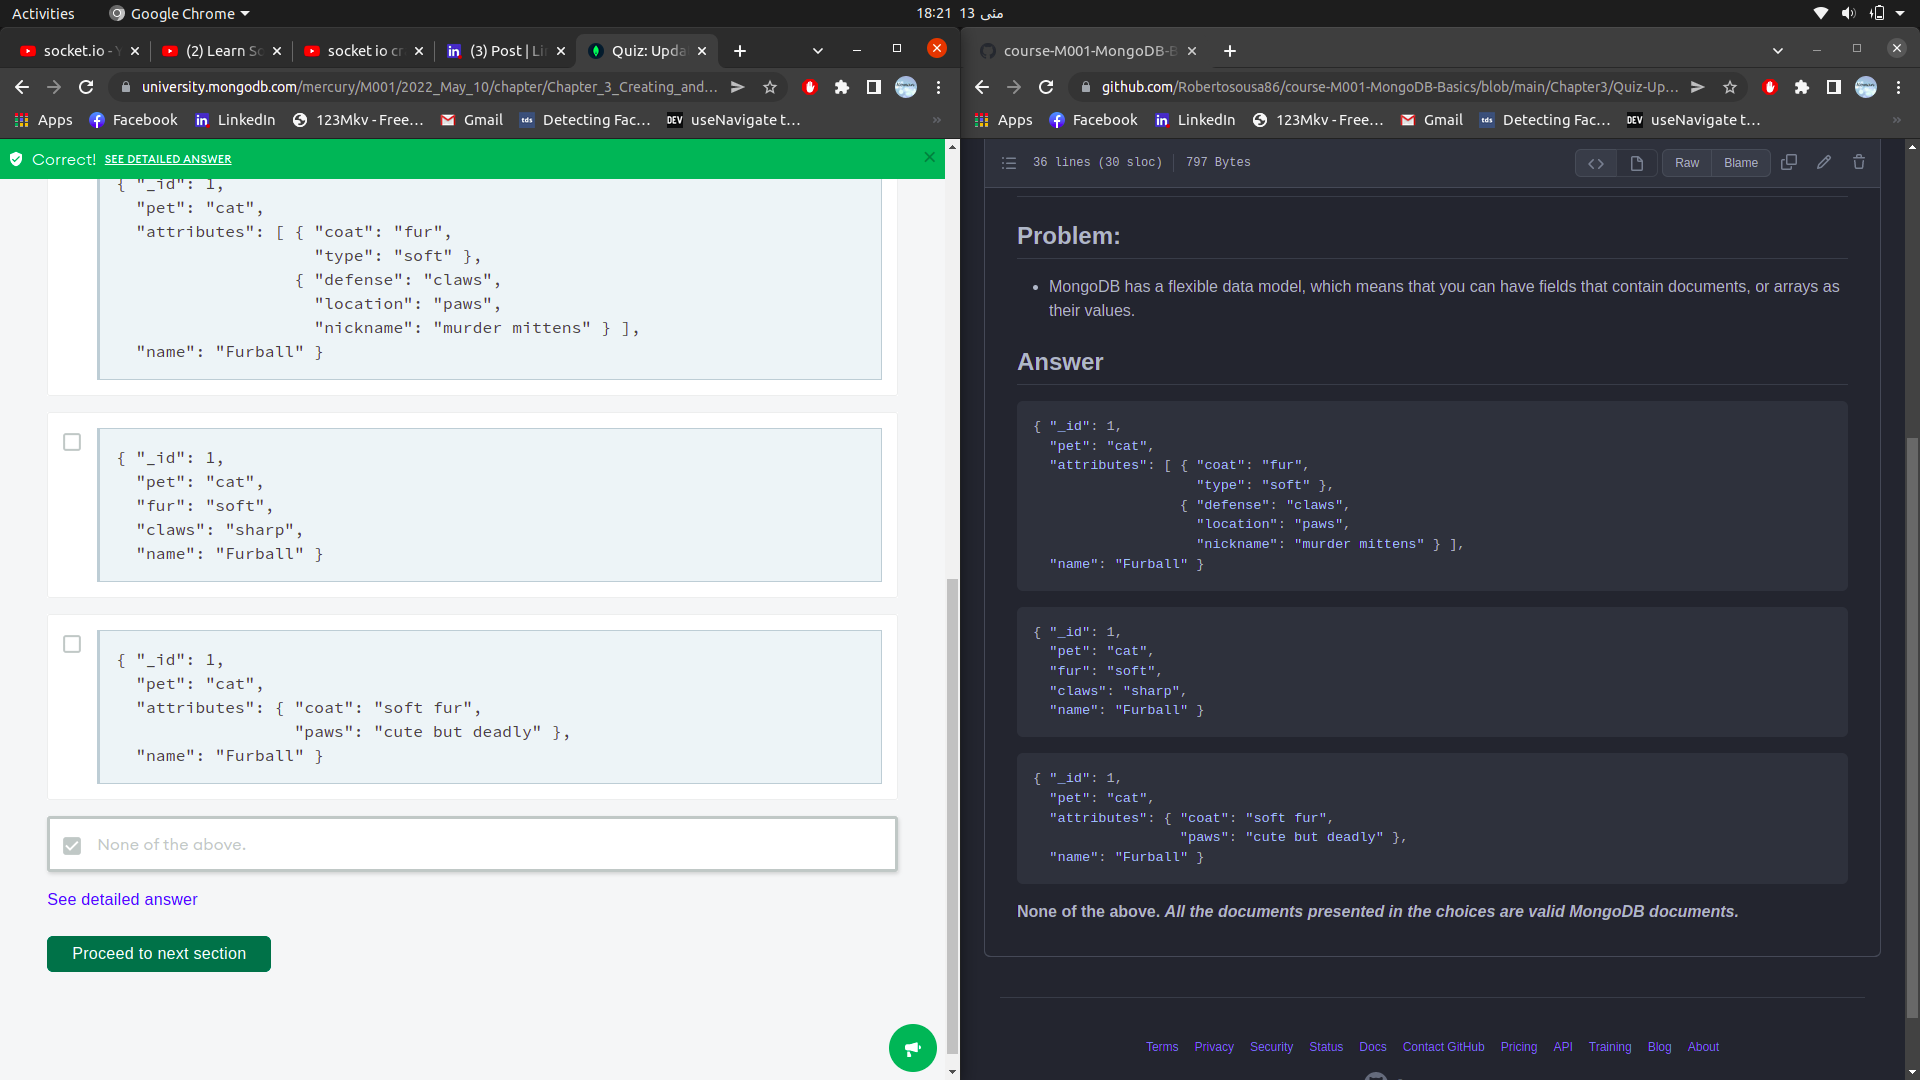 Activities
Google Chrome
18:21 13 مئی
socket.io - Y
(2) Learn So
socket io cr
(3) Post | Li
Quiz: Upda
university.mongodb.com/mercury/M001/2022_May_10/chapter/Chapter_3_Creating_and...
Apps
Facebook
LinkedIn
123Mkv - Free...
Gmail
Detecting Fac...
useNavigate t...
Correct! SEE DETAILED ANSWER
{ "_id": 1,
"pet": "cat",
"attributes": [ { "coat": "fur",
"type": "soft" },
{ "defense": "claws",
"location": "paws",
"nickname": "murder mittens" } ],
"name": "Furball" }
{ "_id": 1,
"pet": "cat",
"fur": "soft",
"claws": "sharp",
"name": "Furball" }
{ "_id": 1,
"pet": "cat",
"attributes": { "coat": "soft fur",
"paws": "cute but deadly" },
"name": "Furball" }
None of the above.
See detailed answer
Proceed to next section
course-M001-MongoDB-B
github.com/Robertosousa86/course-M001-MongoDB-Basics/blob/main/Chapter3/Quiz-Up...
Apps
Facebook
LinkedIn
123Mkv - Free...
Gmail
Detecting Fac...
useNavigate t...
36 lines (30 sloc) 797 Bytes
Raw
Blame
Problem:
MongoDB has a flexible data model, which means that you can have fields that contain documents, or arrays as
their values.
Answer
{ "_id": 1,
"pet": "cat",
"attributes": [ { "coat": "fur",
"type": "soft" },
{ "defense": "claws",
"location": "paws",
"nickname": "murder mittens" } ],
"name": "Furball" }
{ "_id": 1,
"pet": "cat",
"fur": "soft",
"claws": "sharp",
"name": "Furball" }
{ "_id": 1,
"pet": "cat",
"attributes": { "coat": "soft fur",
"paws": "cute but deadly" },
"name": "Furball" }
None of the above. All the documents presented in the choices are valid MongoDB documents.
Terms Privacy Security Status Docs Contact GitHub Pricing API Training Blog About